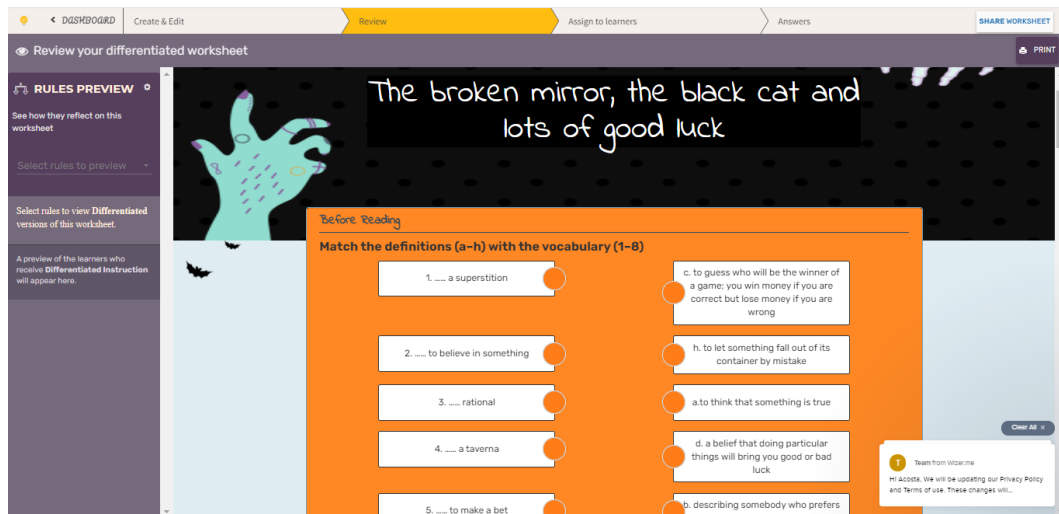 < DASHBOARD
Create & Edit
Review
Assign to learners
Answers
SHARE WORKSHEET
Review your differentiated worksheet
PRINT
RULES PREVIEW
See how they reflect on this
worksheet
Select rules to preview
Select rules to view Differentiated
versions of this worksheet.
A preview of the learners who
receive Differentiated Instruction
will appear here.
The broken mirror, the black cat and
lots of good luck
Before Reading
Match the definitions (a–h) with the vocabulary (1–8)
1. ...... a superstition
c. to guess who will be the winner of
a game; you win money if you are
correct but lose money if you are
wrong
2. ...... to believe in something
h. to let something fall out of its
container by mistake
3. ...... rational
a.to think that something is true
4. ...... a taverna
d. a belief that doing particular
things will bring you good or bad
luck
5. ...... to make a bet
b. describing somebody who prefers
Clear All ×
T
Team from Wizer.me
Hi Acosta, We will be updating our Privacy Policy
and Terms of use. These changes will...